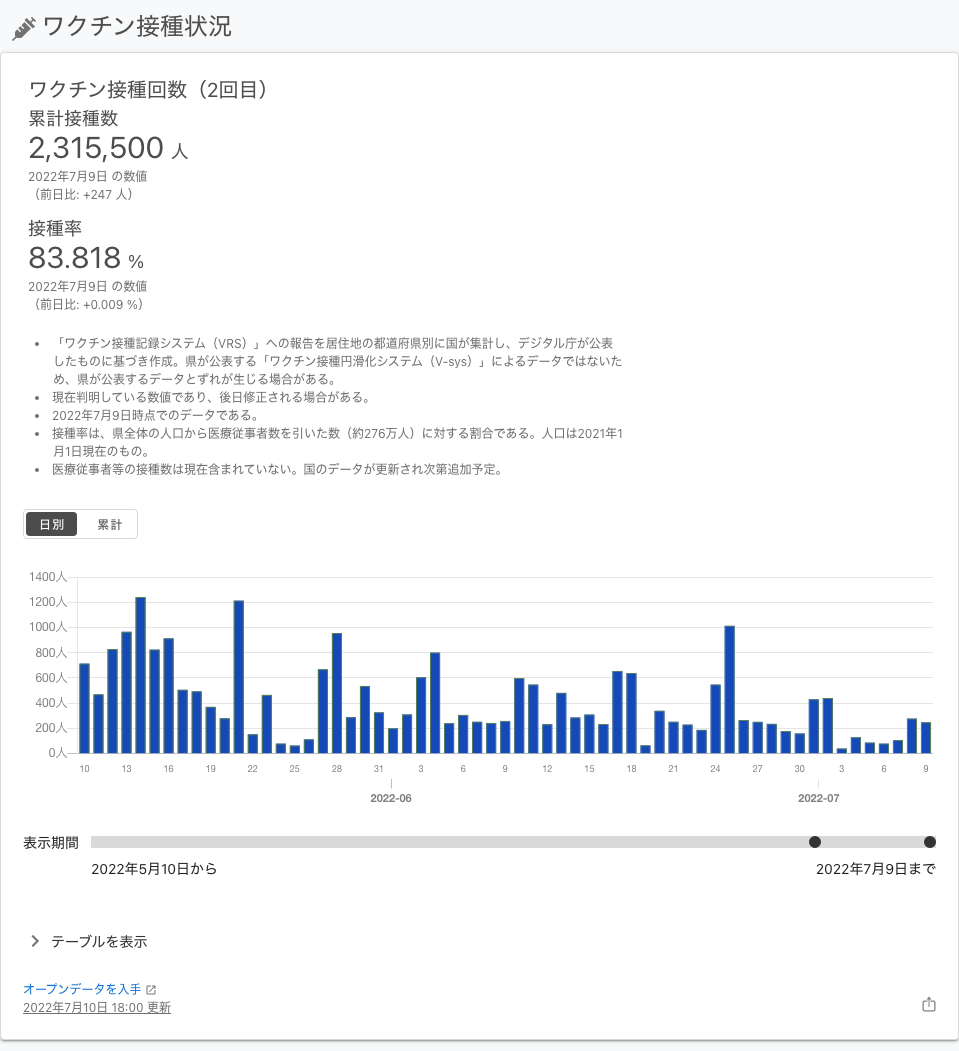 ワクチン接種状況
ワクチン接種回数（2回目）
累計接種数
2,315,500 人
2022年7月9日 の数値
（前日比: +247 人）
接種率
83.818 %
2022年7月9日 の数値
（前日比: +0.009 %）
• 「ワクチン接種記録システム（VRS）」への報告を居住地の都道府県別に国が集計し、デジタル庁が公表
したものに基づき作成。県が公表する「ワクチン接種円滑化システム（V-sys）」によるデータではないた
め、県が公表するデータとずれが生じる場合がある。
• 現在判明している数値であり、後日修正される場合がある。
• 2022年7月9日時点でのデータである。
• 接種率は、県全体の人口から医療従事者数を引いた数（約276万人）に対する割合である。人口は2021年1
月1日現在のもの。
• 医療従事者等の接種数は現在含まれていない。国のデータが更新され次第追加予定。
日別 累計
1400人
1200人
1000人
800人
600人
400人
200人
0人
10 13 16 19 22 25 28 31 3 6 9 12 15 18 21 24 27 30 3 6 9
2022-06 2022-07
表示期間
2022年5月10日から 2022年7月9日まで
テーブルを表示
オープンデータを入手
2022年7月10日 18:00 更新